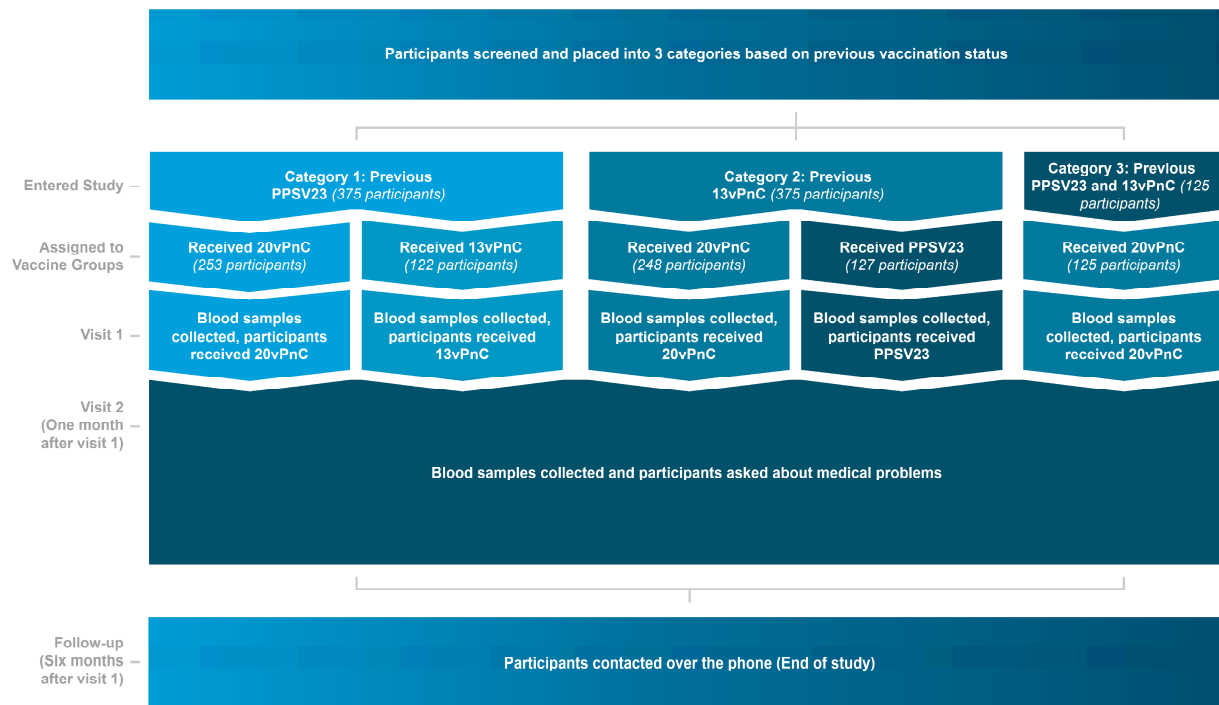 Participants screened and placed into 3 categories based on previous vaccination status
Entered Study
Category 1: Previous
PPSV23 (375 participants)
Category 2: Previous
13vPnC (375 participants)
Category 3: Previous
PPSV23 and 13vPnC (125
participants)
Assigned to
Vaccine Groups
Received 20vPnC
(253 participants)
Received 13vPnC
(122 participants)
Received 20vPnC
(248 participants)
Received PPSV23
(127 participants)
Received 20vPnC
(125 participants)
Visit 1
Blood samples
collected, participants
received 20vPnC
Blood samples collected,
participants received
13vPnC
Blood samples collected,
participants received
20vPnC
Blood samples collected,
participants received
PPSV23
Blood samples
collected, participants
received 20vPnC
Visit 2
(One month
after visit 1)
Blood samples collected and participants asked about medical problems
Follow-up
(Six months
after visit 1)
Participants contacted over the phone (End of study)